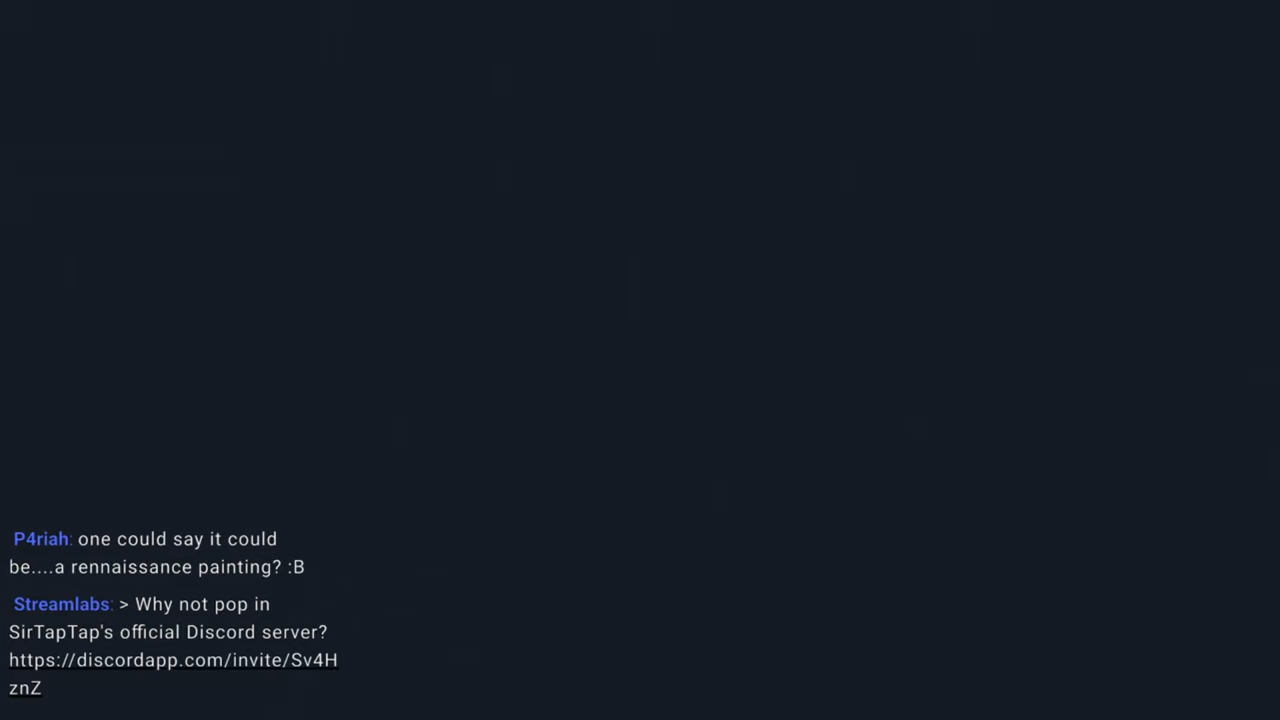 P4riah: one could say it could
be....a rennaissance painting? :B
Streamlabs: > Why not pop in
SirTapTap's official Discord server?
https://discordapp.com/invite/Sv4H
znZ